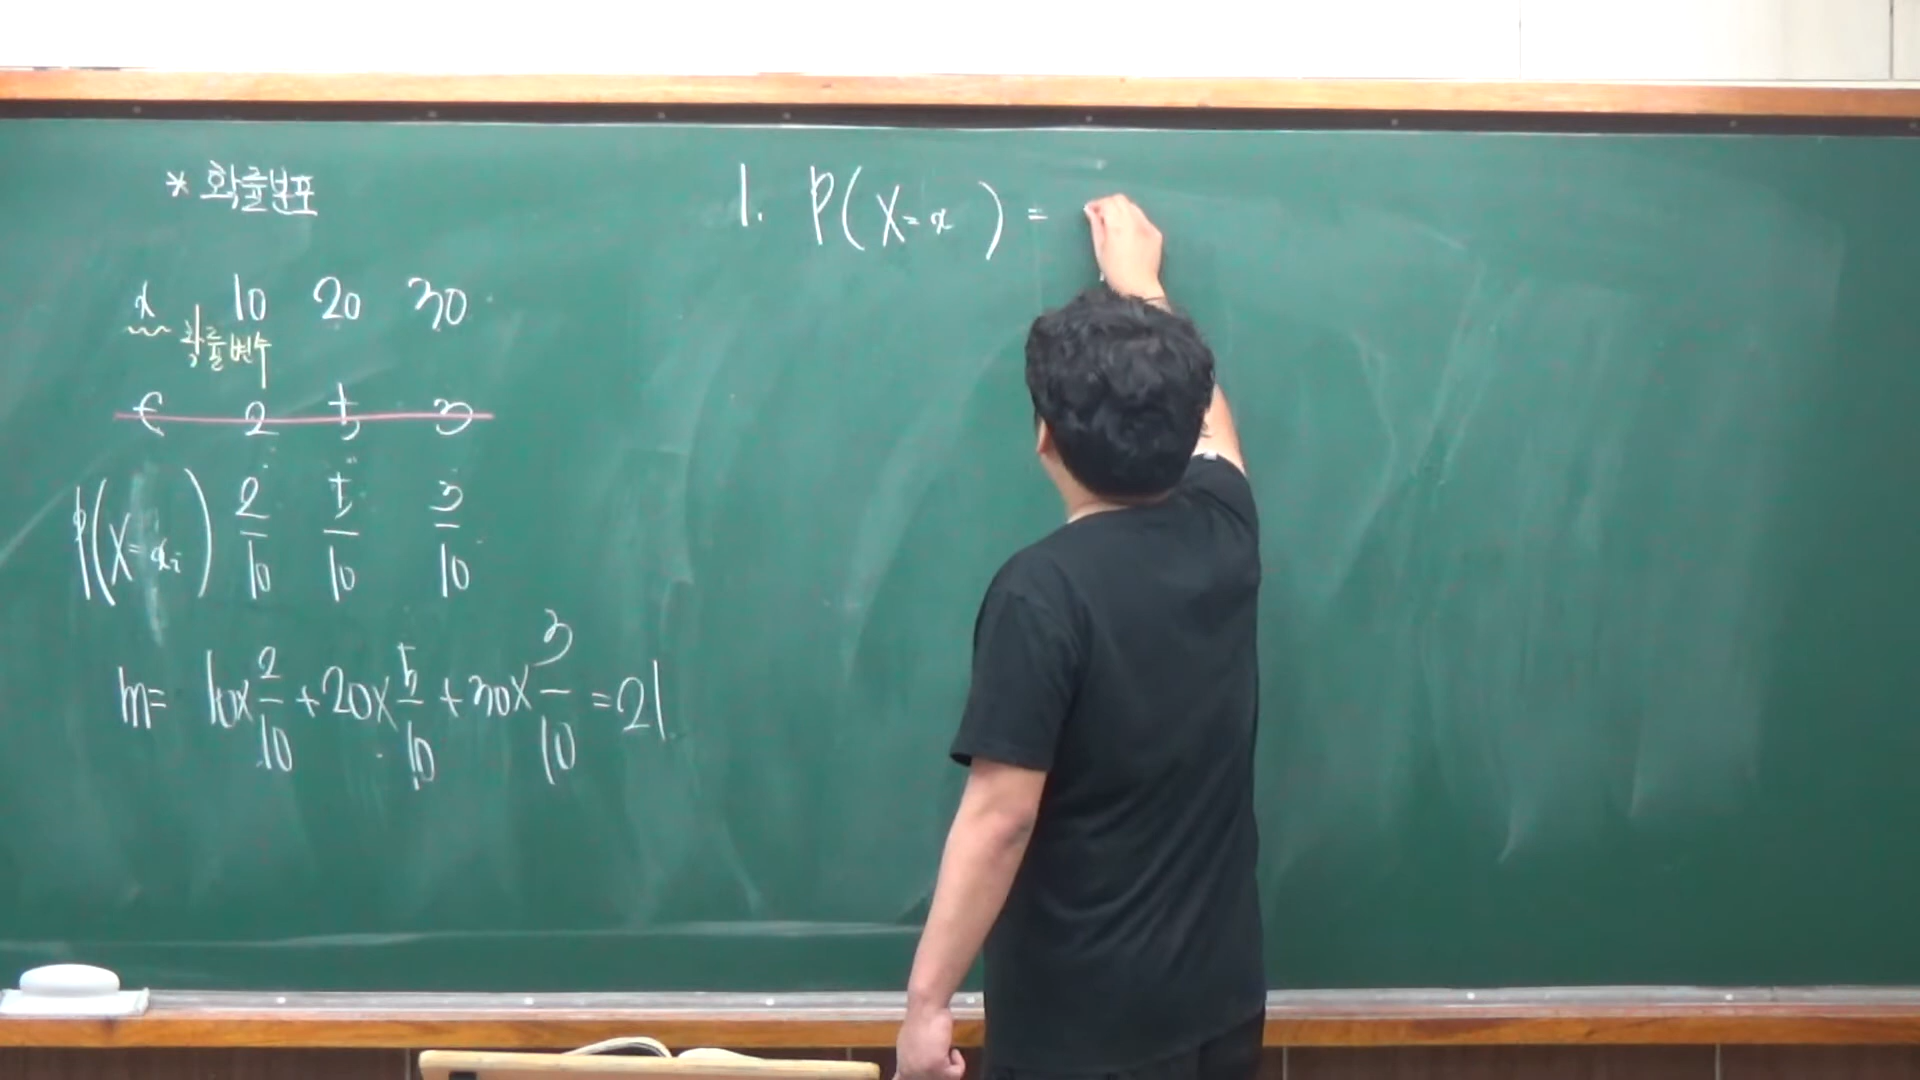 * 확률분포
x 10 20 30
확률변수
f 2 5 3
P(X=xi) 2/10 5/10 3/10
m= 10×2/10+20×5/10+30×3/10=21
1. P(X=x)=